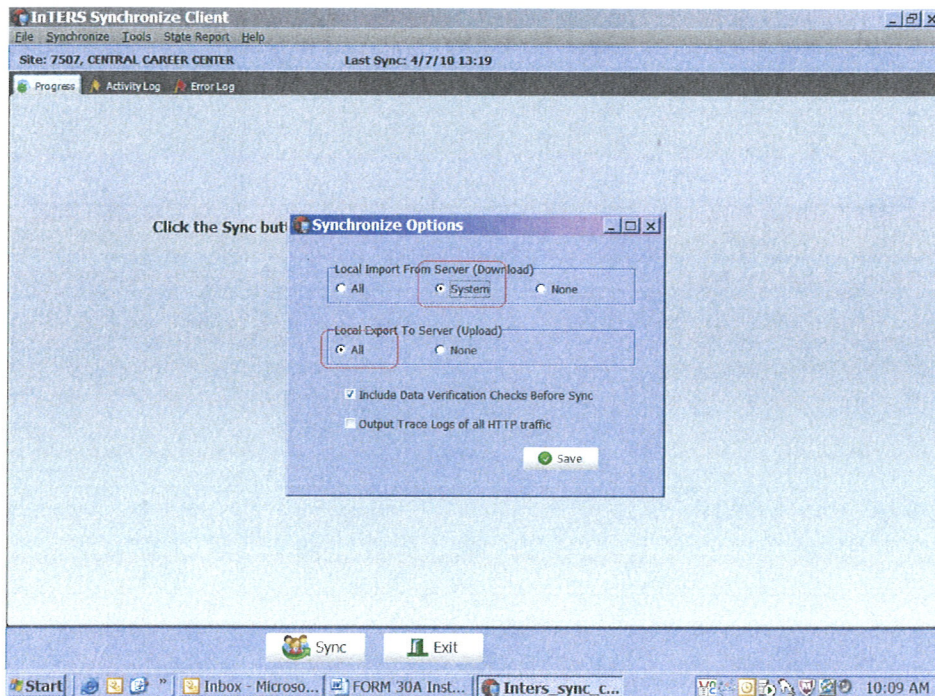 InTERS Synchronize Client
File Synchronize Tools State Report Help
Site: 7507, CENTRAL CAREER CENTER Last Sync: 4/7/10 13:19
Progress Activity Log Error Log
Click the Sync but
Synchronize Options
Local Import From Server (Download)
All System None
Local Export To Server (Upload)
All None
Include Data Verification Checks Before Sync
Output Trace Logs of all HTTP traffic
Save
Sync Exit
Start " Inbox - Microso... FORM 30A Inst... Inters_sync_c... 10:09 AM